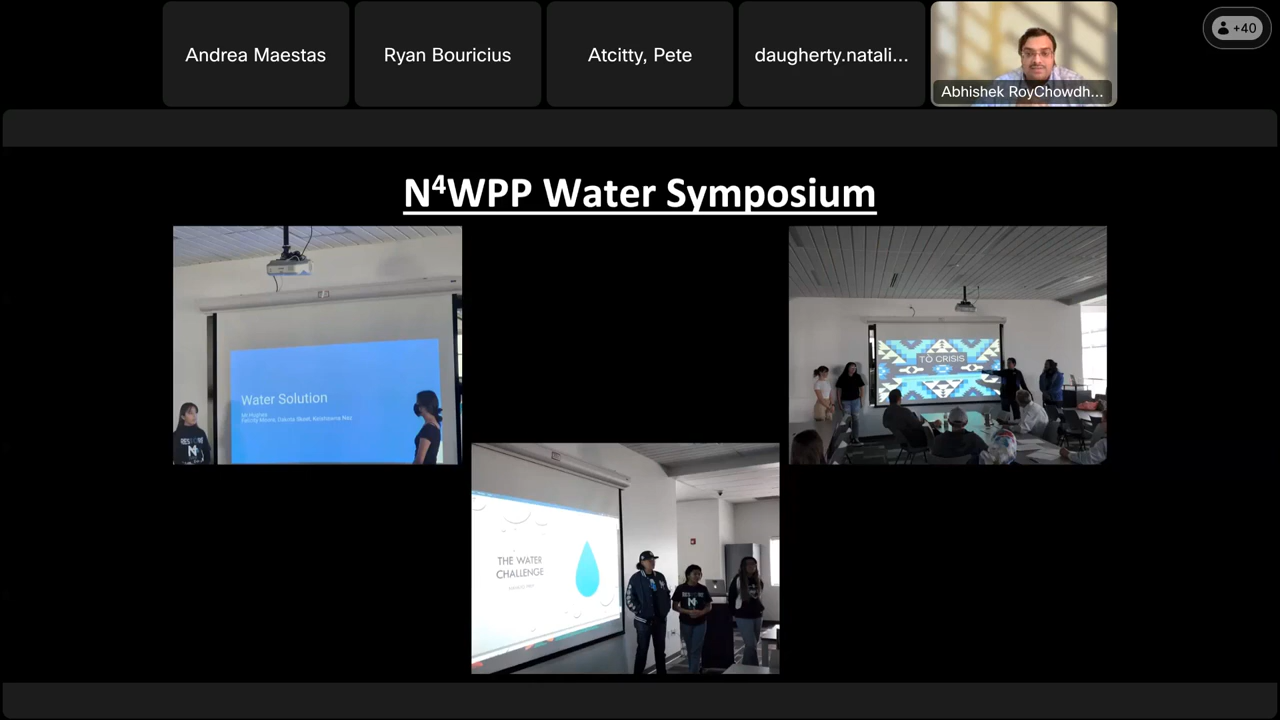 Andrea Maestas
Ryan Bouricius
Atcitty, Pete
daugherty.natali...
Abhishek RoyChowdh...
+40
N⁴WPP Water Symposium
Water Solution
TÓ CRISIS
THE WATER
CHALLENGE